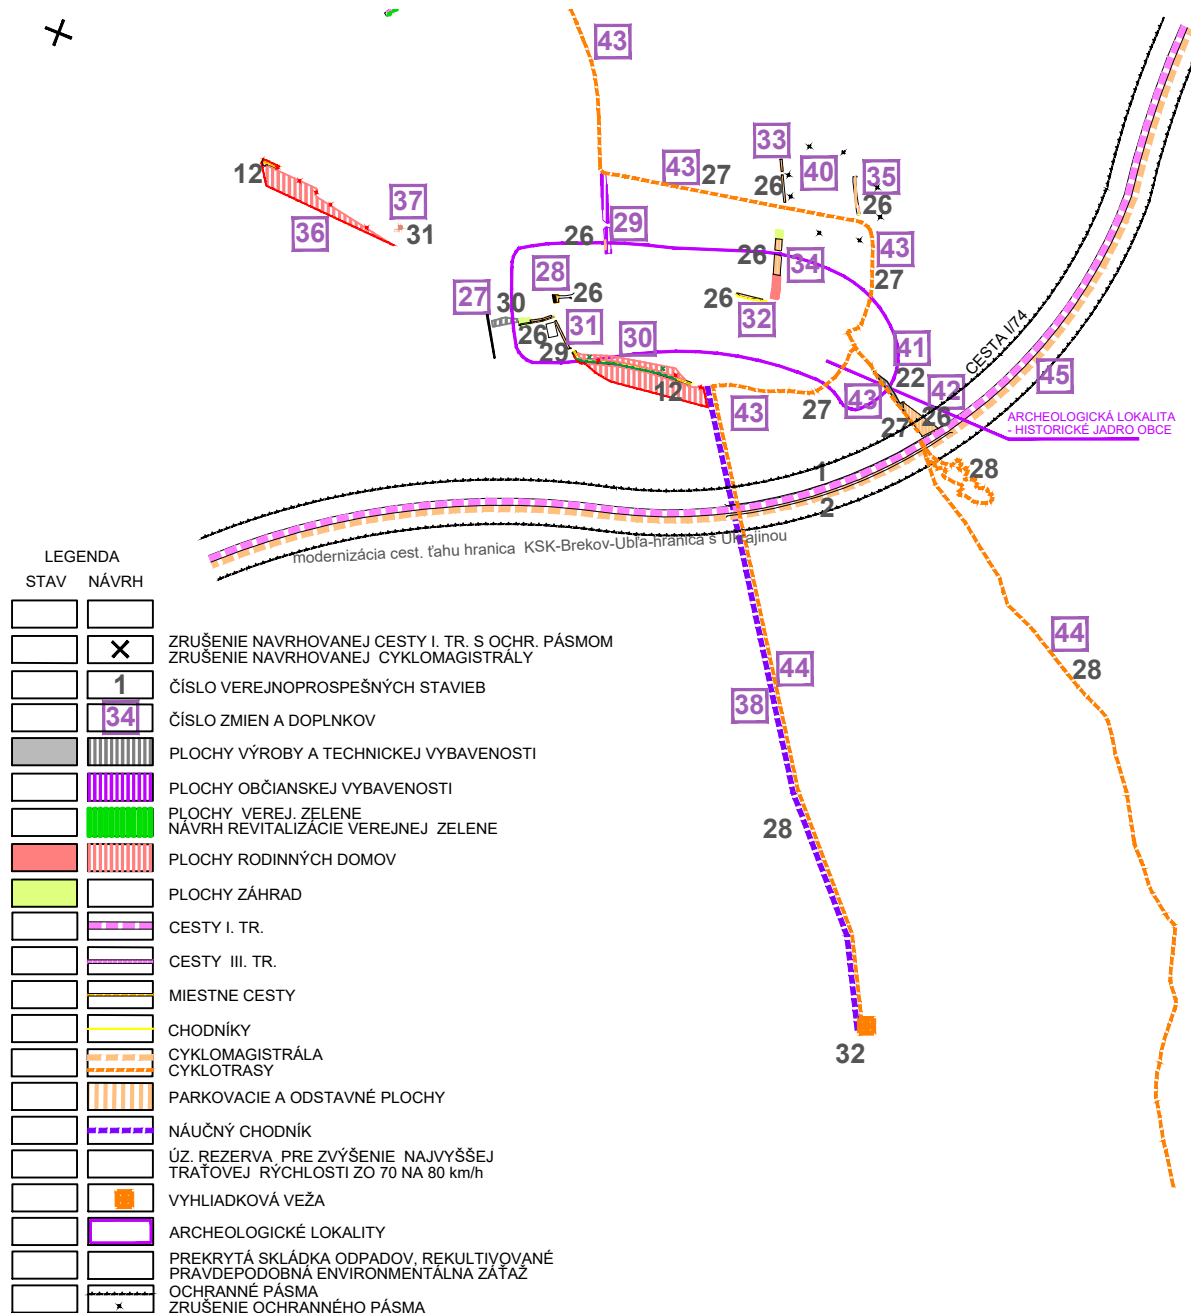 43
33
43
27
40
35
12
37
26
26
36
31
29
26
43
26
34
27
28
27
30
26
26
32
26
31
30
41
29
22
42
45
12
43
27
43
26
27
CESTA I/74
ARCHEOLOGICKÁ LOKALITA
- HISTORICKÉ JADRO OBCE
1
28
2
modernizácia cest. ťahu hranica KSK-Brekov-Ubľa-hranica s Ukrajinou
44
28
44
38
28
32
LEGENDA
STAV NÁVRH
ZRUŠENIE NAVRHOVANEJ CESTY I. TR. S OCHR. PÁSMOM
ZRUŠENIE NAVRHOVANEJ CYKLOMAGISTRÁLY
1 ČÍSLO VEREJNOPROSPEŠNÝCH STAVIEB
34 ČÍSLO ZMIEN A DOPLNKOV
PLOCHY VÝROBY A TECHNICKEJ VYBAVENOSTI
PLOCHY OBČIANSKEJ VYBAVENOSTI
PLOCHY VEREJ. ZELENE
NÁVRH REVITALIZÁCIE VEREJNEJ ZELENE
PLOCHY RODINNÝCH DOMOV
PLOCHY ZÁHRAD
CESTY I. TR.
CESTY III. TR.
MIESTNE CESTY
CHODNÍKY
CYKLOMAGISTRÁLA
CYKLOTRASY
PARKOVACIE A ODSTAVNÉ PLOCHY
NÁUČNÝ CHODNÍK
ÚZ. REZERVA PRE ZVÝŠENIE NAJVYŠŠEJ
TRAŤOVEJ RÝCHLOSTI ZO 70 NA 80 km/h
VYHLIADKOVÁ VEŽA
ARCHEOLOGICKÉ LOKALITY
PREKRYTÁ SKLÁDKA ODPADOV, REKULTIVOVANÉ
PRAVDEPODOBNÁ ENVIRONMENTÁLNA ZÁŤAŽ
OCHRANNÉ PÁSMA
ZRUŠENIE OCHRANNÉHO PÁSMA